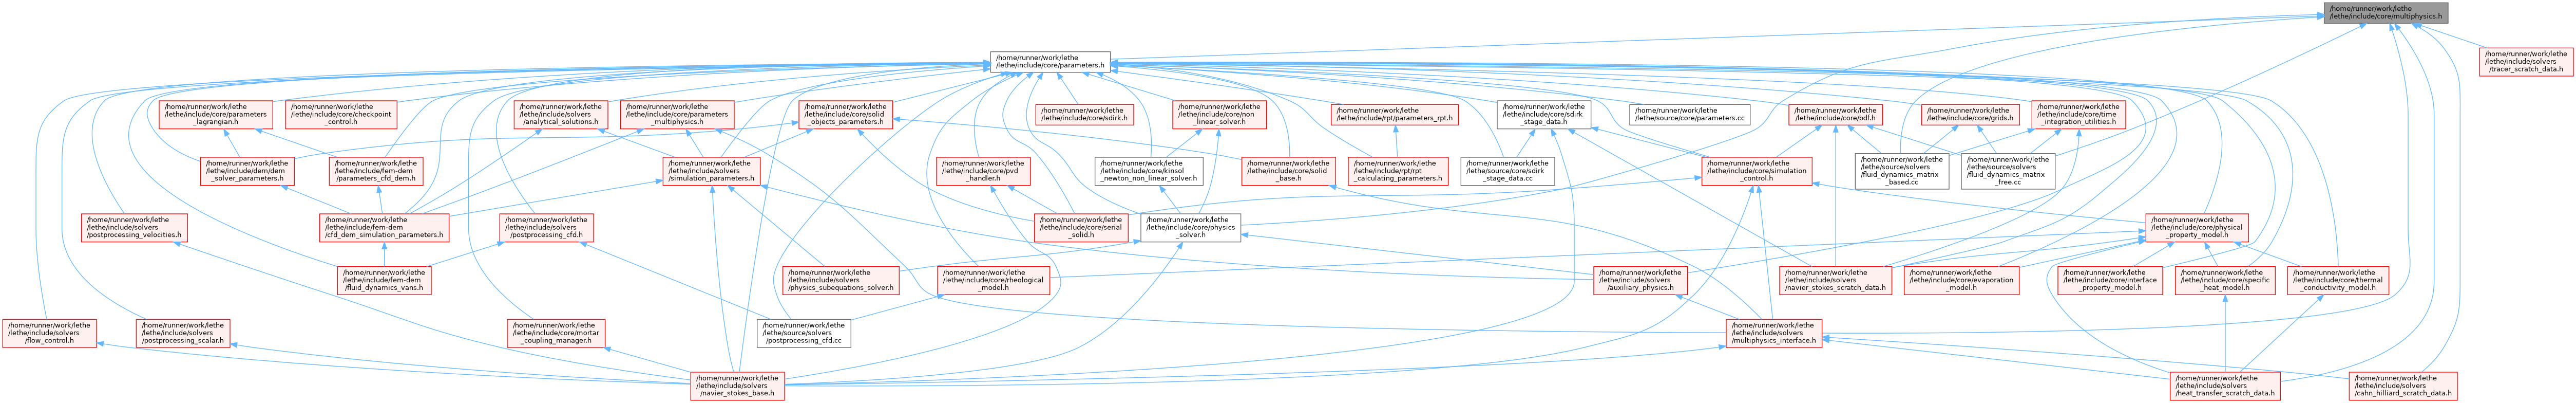 /home/runner/work/lethe
/lethe/include/core/multiphysics.h
/home/runner/work/lethe
/lethe/include/core/parameters.h
/home/runner/work/lethe
/lethe/include/solvers
/tracer_scratch_data.h
/home/runner/work/lethe
/lethe/include/core/parameters
_lagrangian.h
/home/runner/work/lethe
/lethe/include/core/checkpoint
_control.h
/home/runner/work/lethe
/lethe/include/solvers
/analytical_solutions.h
/home/runner/work/lethe
/lethe/include/core/parameters
_multiphysics.h
/home/runner/work/lethe
/lethe/include/core/solid
_objects_parameters.h
/home/runner/work/lethe
/lethe/include/core/sdirk.h
/home/runner/work/lethe
/lethe/include/core/non
_linear_solver.h
/home/runner/work/lethe
/lethe/include/rpt/parameters_rpt.h
/home/runner/work/lethe
/lethe/include/core/sdirk
_stage_data.h
/home/runner/work/lethe
/lethe/source/core/parameters.cc
/home/runner/work/lethe
/lethe/include/core/bdf.h
/home/runner/work/lethe
/lethe/include/core/grids.h
/home/runner/work/lethe
/lethe/include/core/time
_integration_utilities.h
/home/runner/work/lethe
/lethe/include/dem/dem
_solver_parameters.h
/home/runner/work/lethe
/lethe/include/fem-dem
/parameters_cfd_dem.h
/home/runner/work/lethe
/lethe/include/solvers
/simulation_parameters.h
/home/runner/work/lethe
/lethe/include/core/pvd
_handler.h
/home/runner/work/lethe
/lethe/include/core/kinsol
_newton_non_linear_solver.h
/home/runner/work/lethe
/lethe/include/core/solid
_base.h
/home/runner/work/lethe
/lethe/include/rpt/rpt
_calculating_parameters.h
/home/runner/work/lethe
/lethe/source/core/sdirk
_stage_data.cc
/home/runner/work/lethe
/lethe/include/core/simulation
_control.h
/home/runner/work/lethe
/lethe/source/solvers
/fluid_dynamics_matrix
_based.cc
/home/runner/work/lethe
/lethe/source/solvers
/fluid_dynamics_matrix
_free.cc
/home/runner/work/lethe
/lethe/include/solvers
/postprocessing_velocities.h
/home/runner/work/lethe
/lethe/include/fem-dem
/cfd_dem_simulation_parameters.h
/home/runner/work/lethe
/lethe/include/solvers
/postprocessing_cfd.h
/home/runner/work/lethe
/lethe/include/core/serial
_solid.h
/home/runner/work/lethe
/lethe/include/core/physics
_solver.h
/home/runner/work/lethe
/lethe/include/core/physical
_property_model.h
/home/runner/work/lethe
/lethe/include/fem-dem
/fluid_dynamics_vans.h
/home/runner/work/lethe
/lethe/include/solvers
/physics_subequations_solver.h
/home/runner/work/lethe
/lethe/include/core/rheological
_model.h
/home/runner/work/lethe
/lethe/include/solvers
/auxiliary_physics.h
/home/runner/work/lethe
/lethe/include/solvers
/navier_stokes_scratch_data.h
/home/runner/work/lethe
/lethe/include/core/evaporation
_model.h
/home/runner/work/lethe
/lethe/include/core/interface
_property_model.h
/home/runner/work/lethe
/lethe/include/core/specific
_heat_model.h
/home/runner/work/lethe
/lethe/include/core/thermal
_conductivity_model.h
/home/runner/work/lethe
/lethe/include/solvers
/flow_control.h
/home/runner/work/lethe
/lethe/include/solvers
/postprocessing_scalar.h
/home/runner/work/lethe
/lethe/include/core/mortar
_coupling_manager.h
/home/runner/work/lethe
/lethe/source/solvers
/postprocessing_cfd.cc
/home/runner/work/lethe
/lethe/include/solvers
/multiphysics_interface.h
/home/runner/work/lethe
/lethe/include/solvers
/navier_stokes_base.h
/home/runner/work/lethe
/lethe/include/solvers
/heat_transfer_scratch_data.h
/home/runner/work/lethe
/lethe/include/solvers
/cahn_hilliard_scratch_data.h